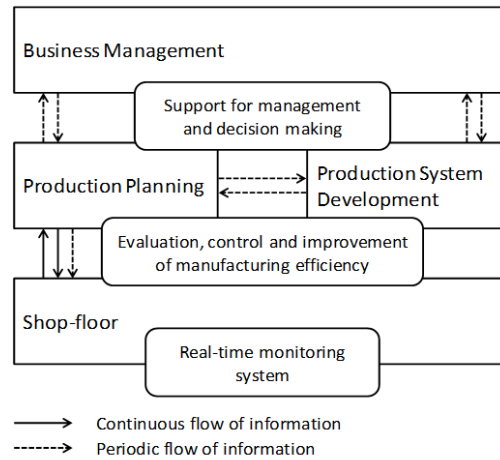 Business Management
Support for management
and decision making
Production Planning
Production System
Development
Evaluation, control and improvement
of manufacturing efficiency
Shop-floor
Real-time monitoring
system
Continuous flow of information
Periodic flow of information